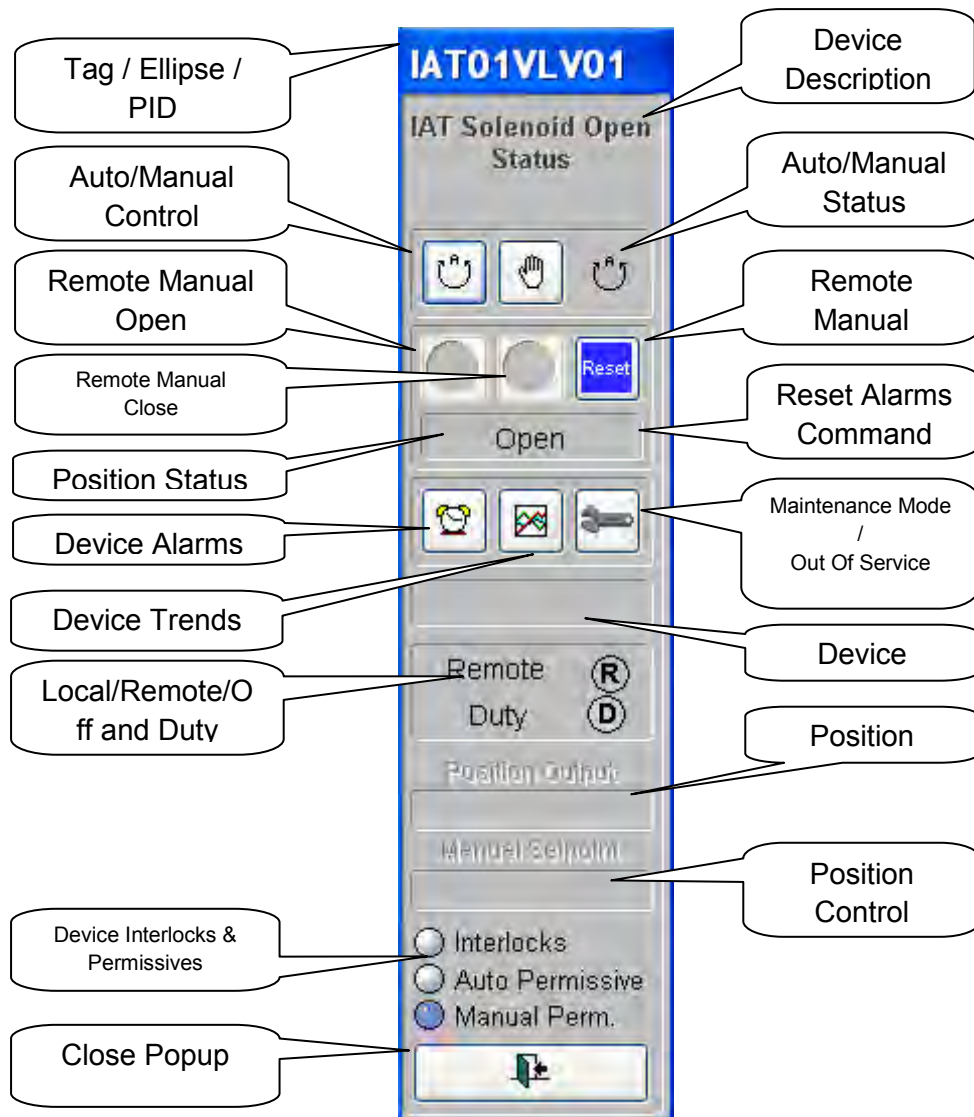 Tag / Ellipse /
PID
Auto/Manual
Control
Remote Manual
Open
Remote Manual
Close
Position Status
Device Alarms
Device Trends
Local/Remote/O
ff and Duty
Device Interlocks &
Permissives
Close Popup
IAT01VLV01
IAT Solenoid Open
Status
A
A
Reset
Open
Remote
R
Duty
D
Position Output
Manual Setpoint
Interlocks
Auto Permissive
Manual Perm.
Device
Description
Auto/Manual
Status
Remote
Manual
Reset Alarms
Command
Maintenance Mode
/
Out Of Service
Device
Position
Position
Control